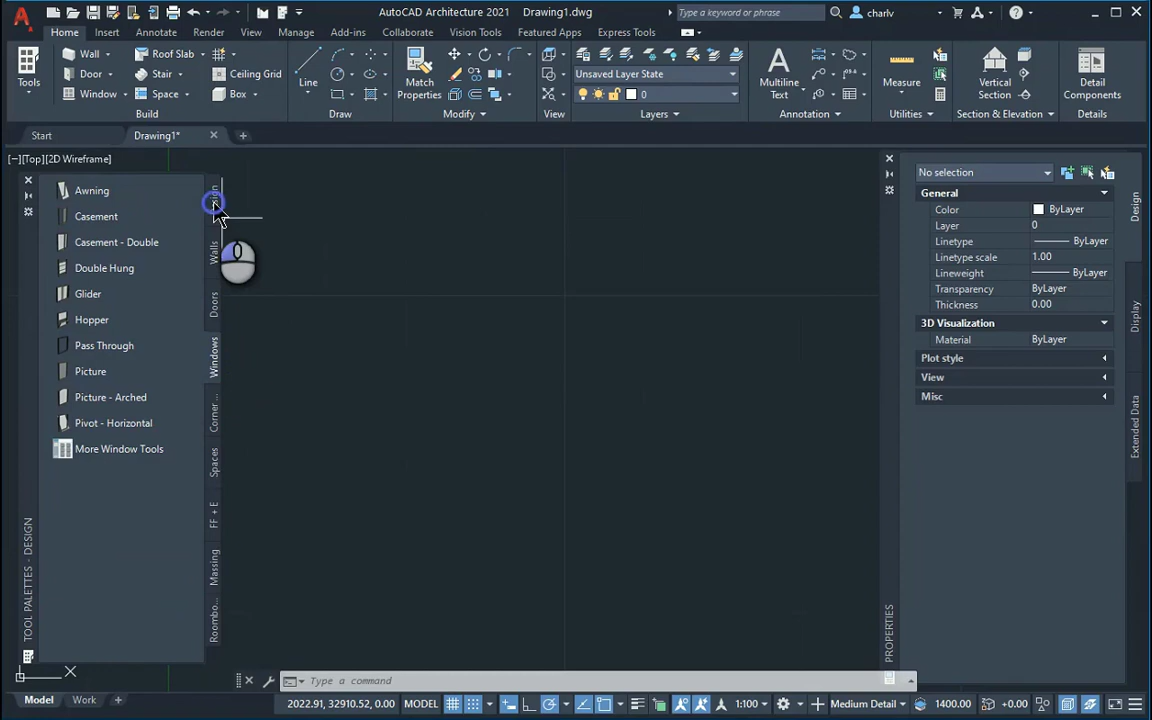 AutoCAD Architecture 2021 Drawing1.dwg
Type a keyword or phrase
charlv
Home Insert Annotate Render View Manage Add-ins Collaborate Vision Tools Featured Apps Express Tools
Tools
Wall
Door
Window
Roof Slab
Stair
Space
Ceiling Grid
Box
Build
Line
Draw
Match Properties
Modify
View
Unsaved Layer State
0
Layers
Multiline Text
Annotation
Measure
Utilities
Vertical Section
Section & Elevation
Detail Components
Details
Start
Drawing1*
[−][Top][2D Wireframe]
Awning
Casement
Casement - Double
Double Hung
Glider
Hopper
Pass Through
Picture
Picture - Arched
Pivot - Horizontal
More Window Tools
Walls
Doors
Windows
Corner...
Spaces
FF + E
Massing
Roombo...
TOOL PALETTES - DESIGN
No selection
General
Color ByLayer
Layer 0
Linetype ByLayer
Linetype scale 1.00
Lineweight ByLayer
Transparency ByLayer
Thickness 0.00
3D Visualization
Material ByLayer
Plot style
View
Misc
Design
Display
Extended Data
PROPERTIES
X
Type a command
Model Work
2022.91, 32910.52, 0.00 MODEL 1:100 Medium Detail 1400.00 +0.00